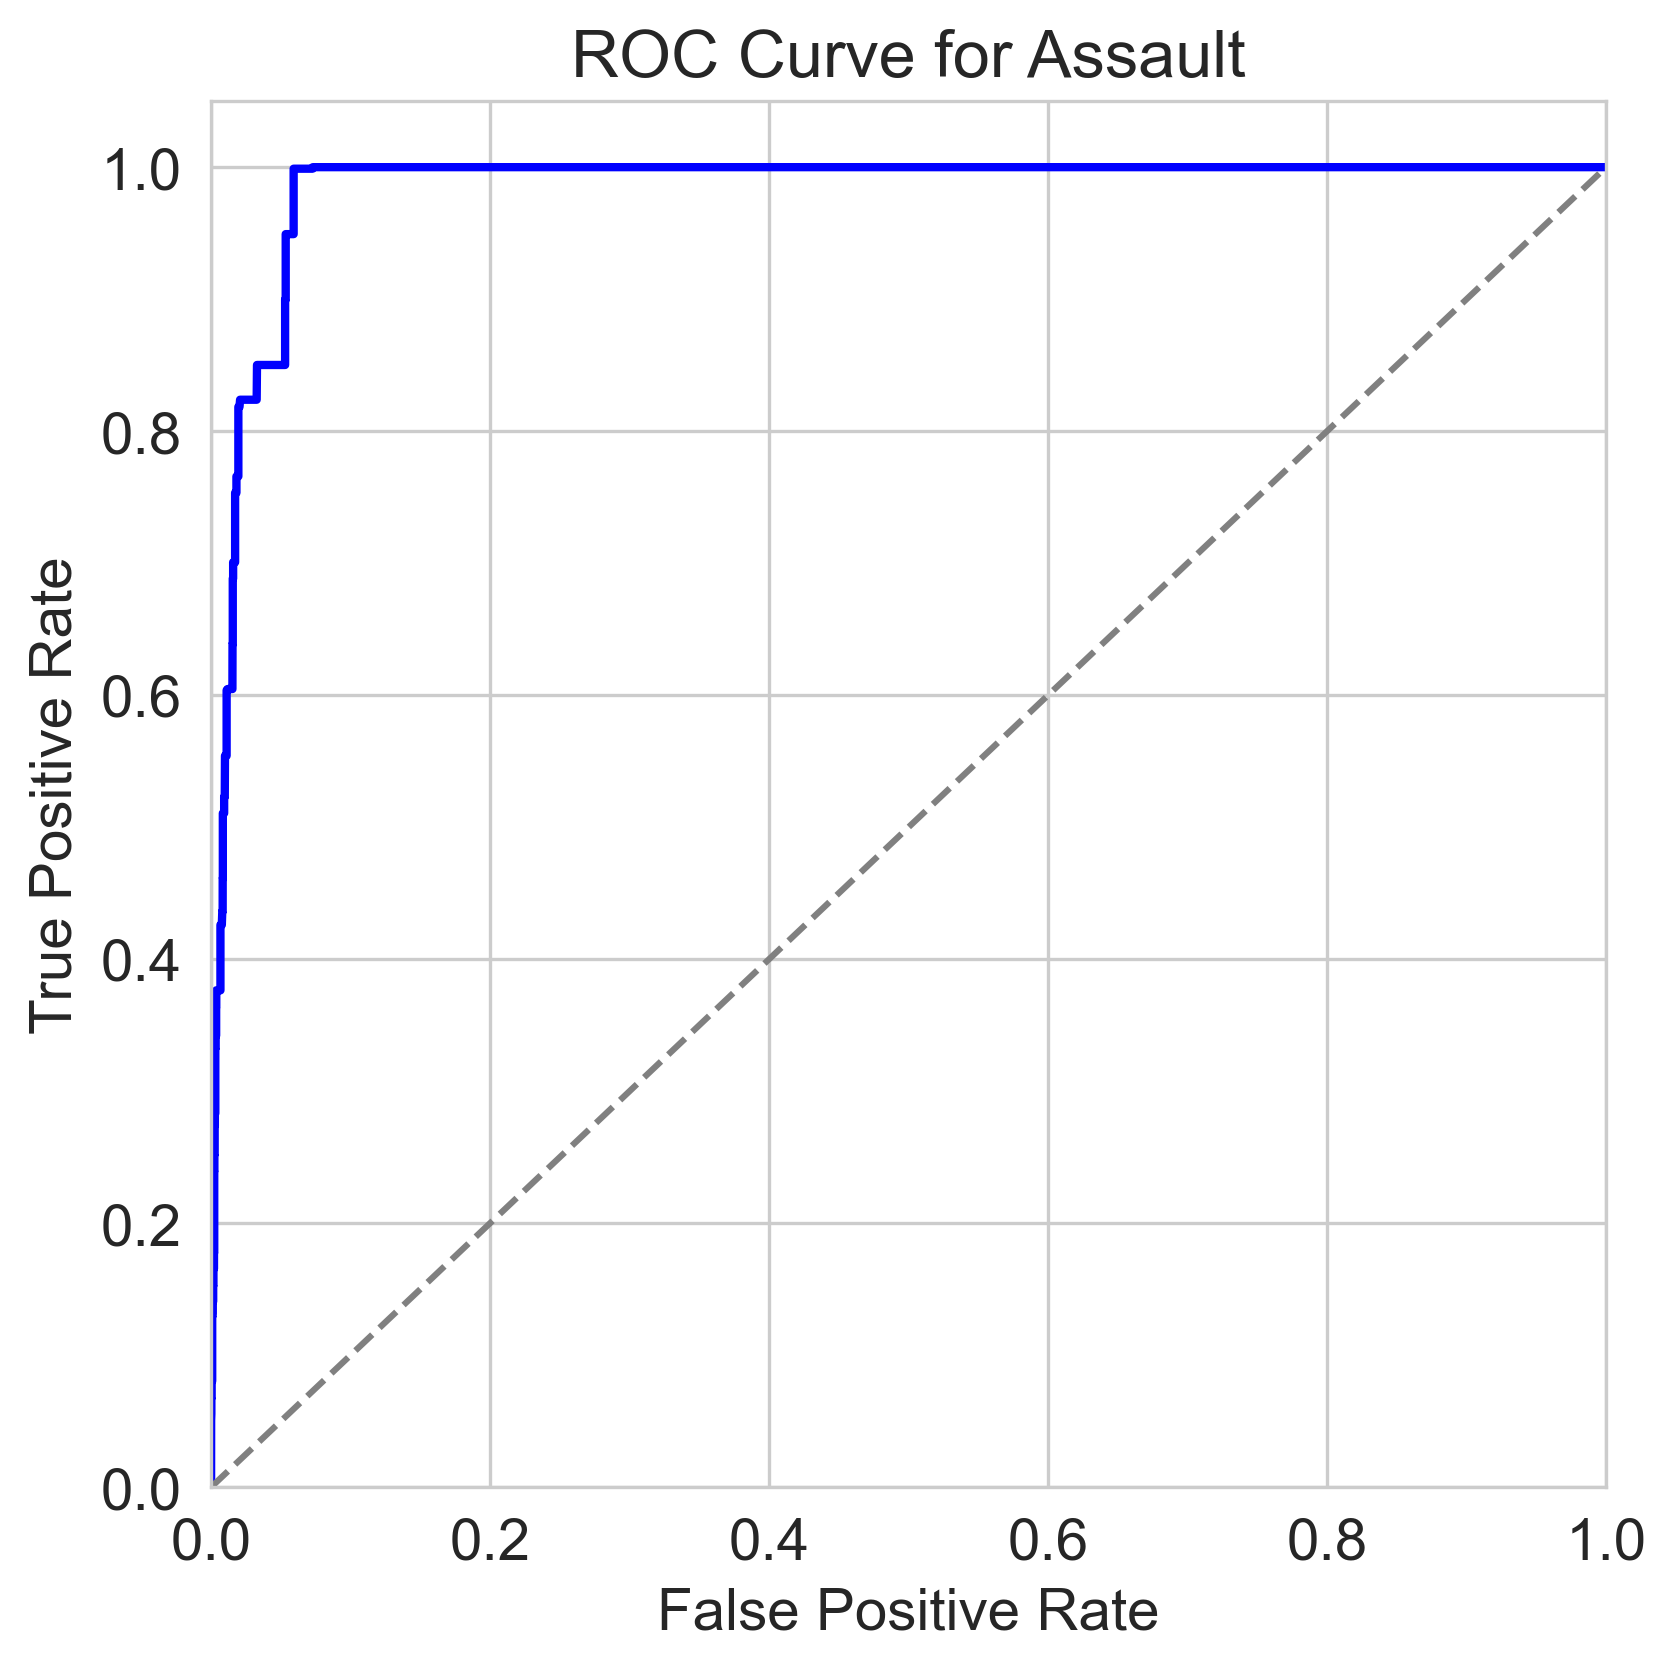 ROC Curve for Assault
True Positive Rate
1.0
0.8
0.6
0.4
0.2
0.0
0.0 0.2 0.4 0.6 0.8 1.0
False Positive Rate